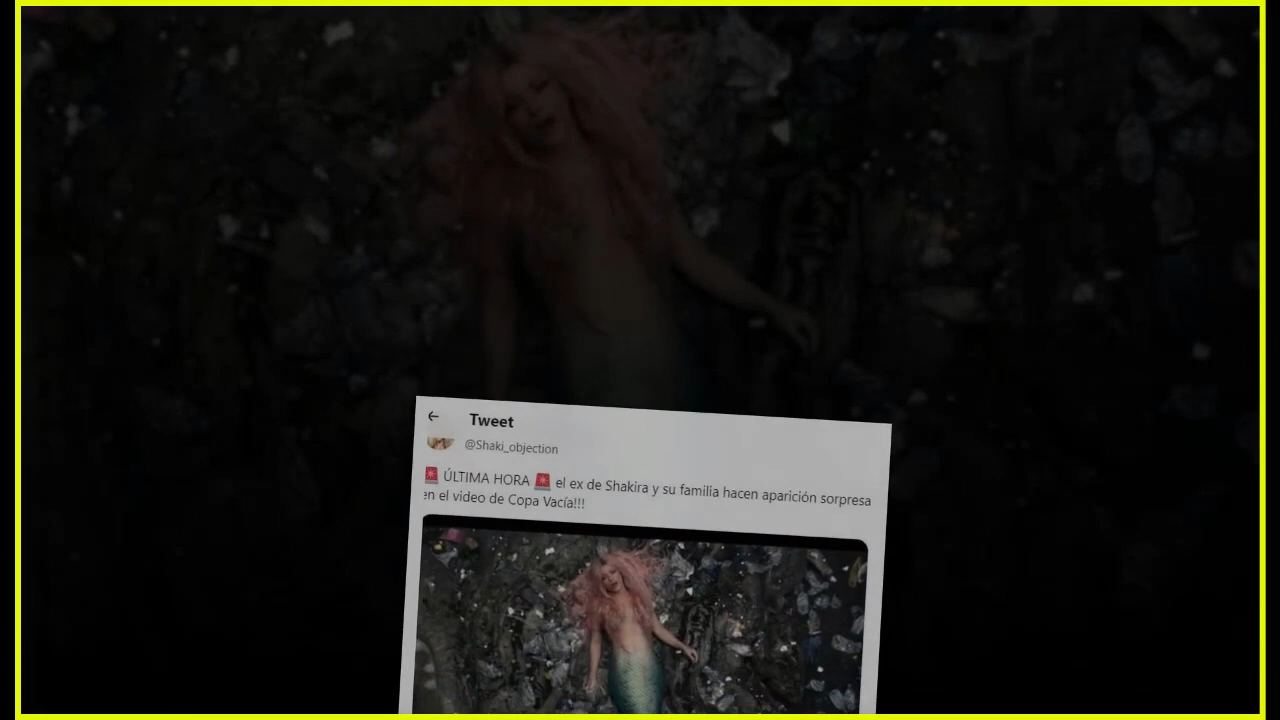 Tweet
@Shaki_objection
ÚLTIMA HORA el ex de Shakira y su familia hacen aparición sorpresa
en el video de Copa Vacía!!!